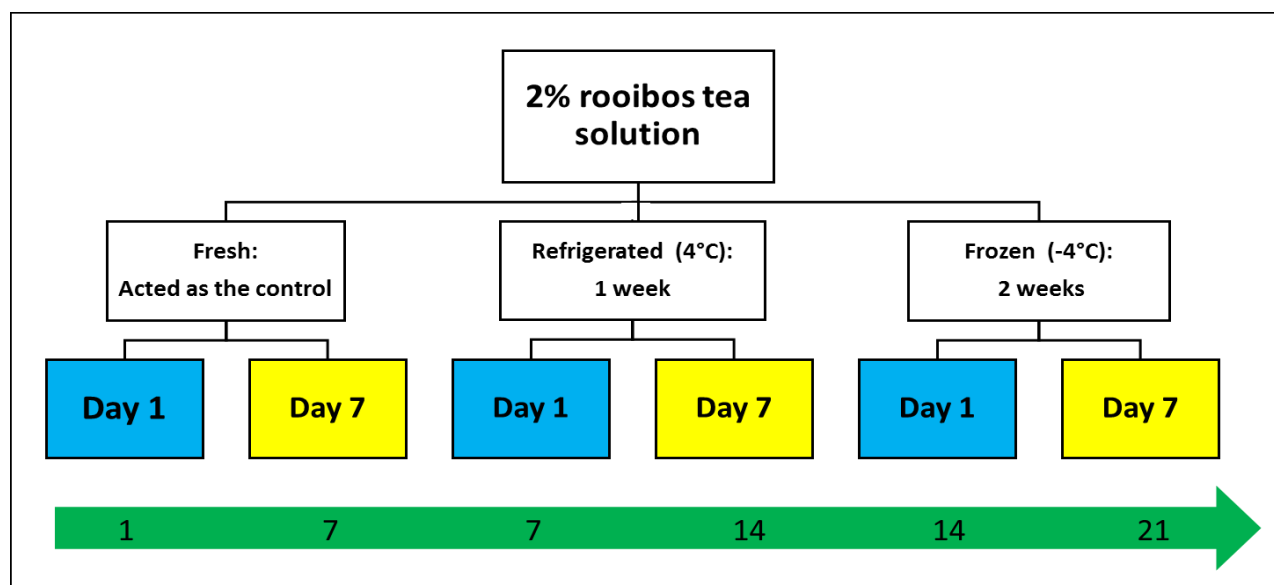 2% rooibos tea
solution
Fresh:
Acted as the control
Refrigerated (4°C):
1 week
Frozen (-4°C):
2 weeks
Day 1
Day 7
Day 1
Day 7
Day 1
Day 7
1 7 7 14 14 21